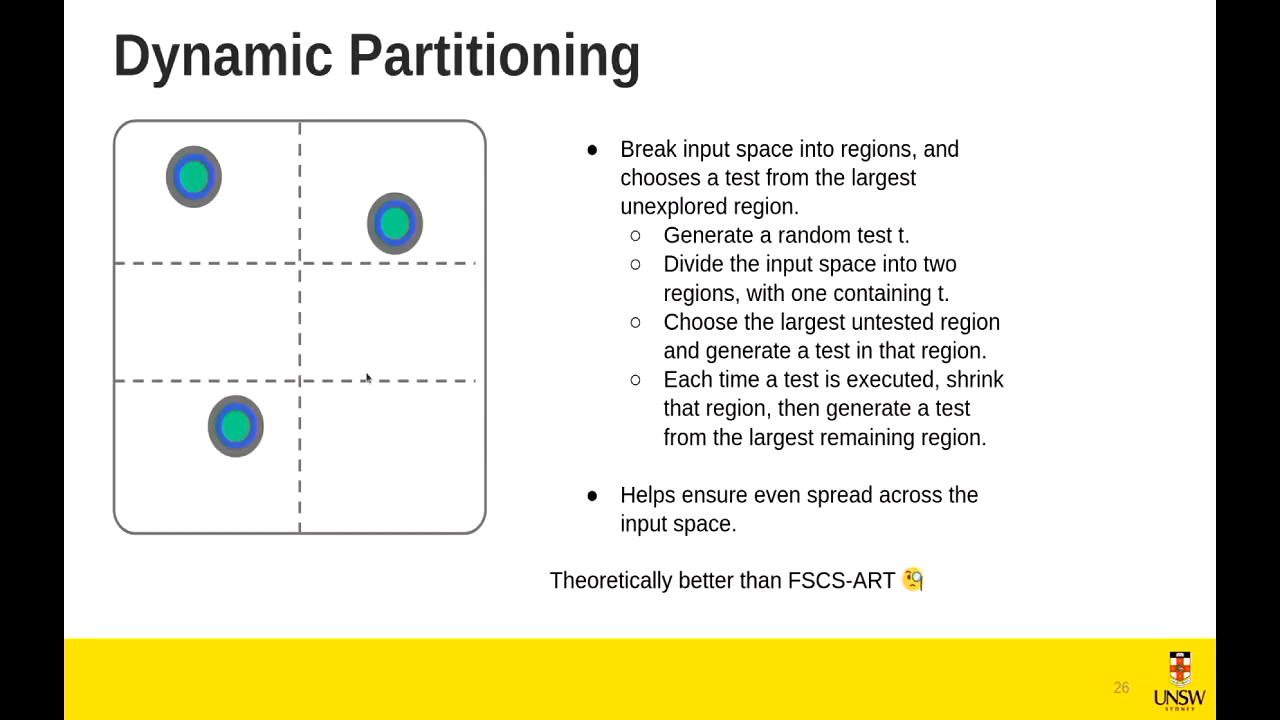 Dynamic Partitioning
● Break input space into regions, and
chooses a test from the largest
unexplored region.
○ Generate a random test t.
○ Divide the input space into two
regions, with one containing t.
○ Choose the largest untested region
and generate a test in that region.
○ Each time a test is executed, shrink
that region, then generate a test
from the largest remaining region.
● Helps ensure even spread across the
input space.
Theoretically better than FSCS-ART 🧐
26
UNSW
SYDNEY